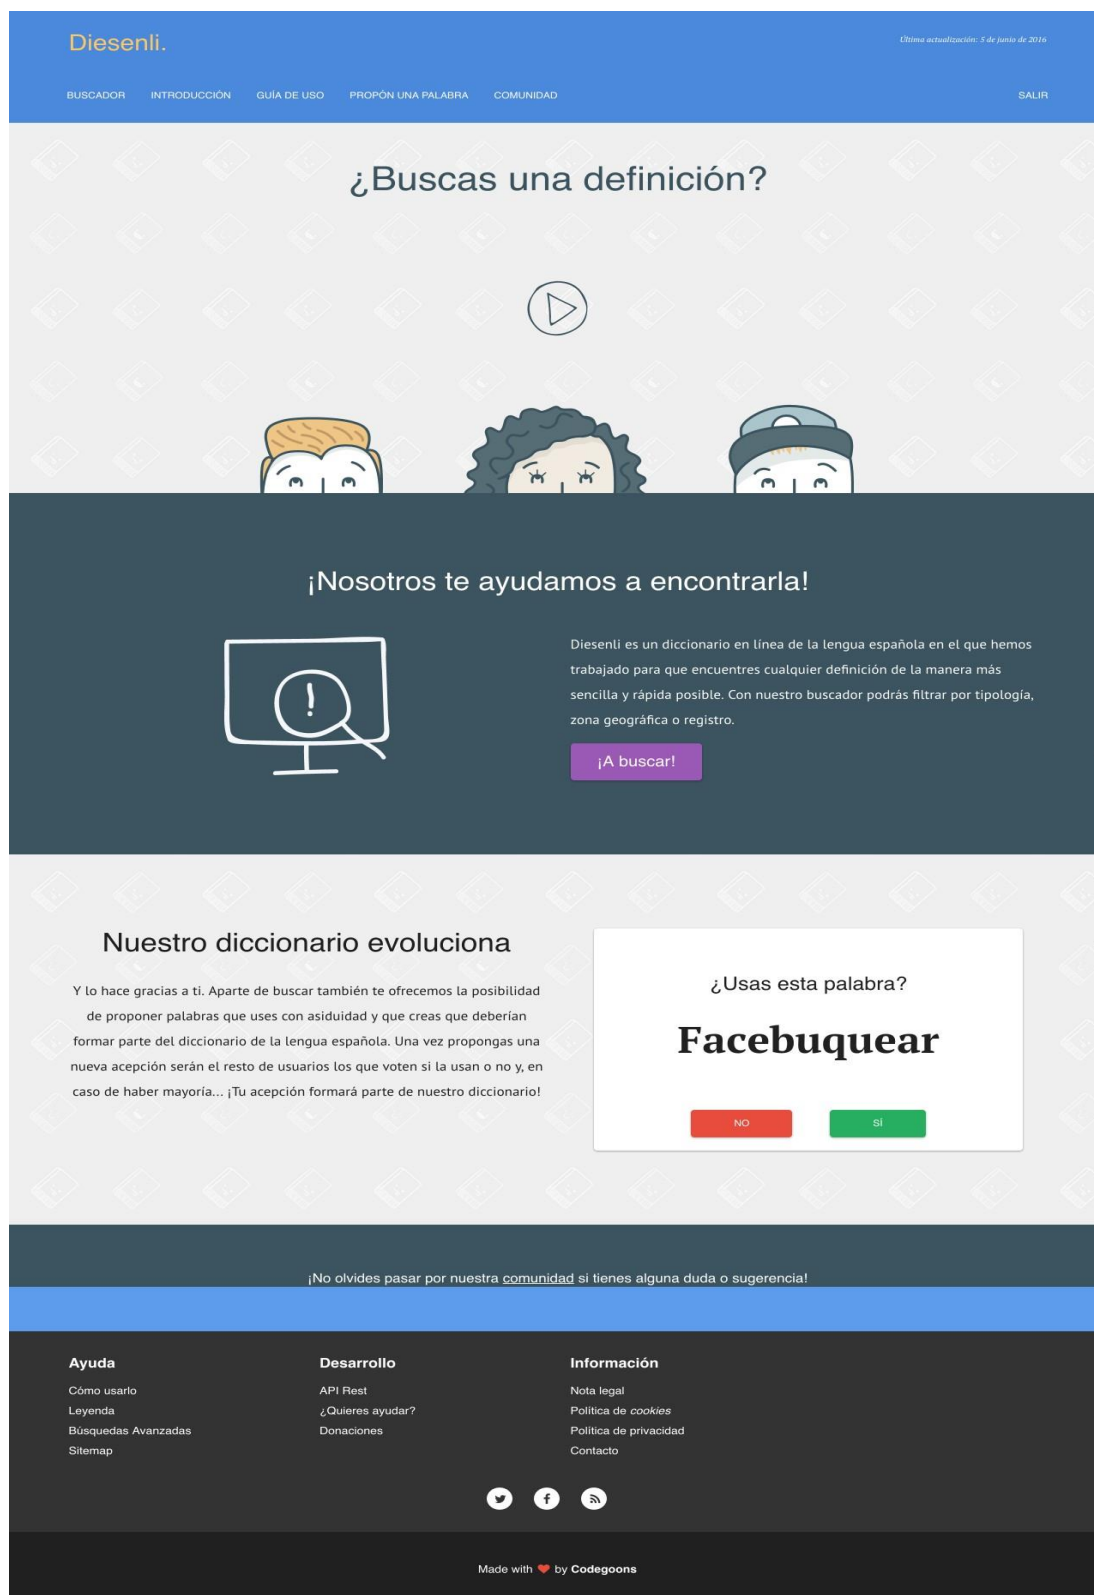 Diesenli.
Última actualización: 5 de junio de 2016
BUSCADOR INTRODUCCIÓN GUÍA DE USO PROPÓN UNA PALABRA COMUNIDAD SALIR
¿Buscas una definición?
¡Nosotros te ayudamos a encontrarla!
Diesenli es un diccionario en línea de la lengua española en el que hemos
trabajado para que encuentres cualquier definición de la manera más
sencilla y rápida posible. Con nuestro buscador podrás filtrar por tipología,
zona geográfica o registro.
¡A buscar!
Nuestro diccionario evoluciona
Y lo hace gracias a ti. Aparte de buscar también te ofrecemos la posibilidad
de proponer palabras que uses con asiduidad y que creas que deberían
formar parte del diccionario de la lengua española. Una vez propongas una
nueva acepción serán el resto de usuarios los que voten si la usan o no y, en
caso de haber mayoría... ¡Tu acepción formará parte de nuestro diccionario!
¿Usas esta palabra?
Facebuquear
NO SÍ
¡No olvides pasar por nuestra comunidad si tienes alguna duda o sugerencia!
Ayuda
Cómo usarlo
Leyenda
Búsquedas Avanzadas
Sitemap
Desarrollo
API Rest
¿Quieres ayudar?
Donaciones
Información
Nota legal
Política de cookies
Política de privacidad
Contacto
Made with ❤ by Codegoons